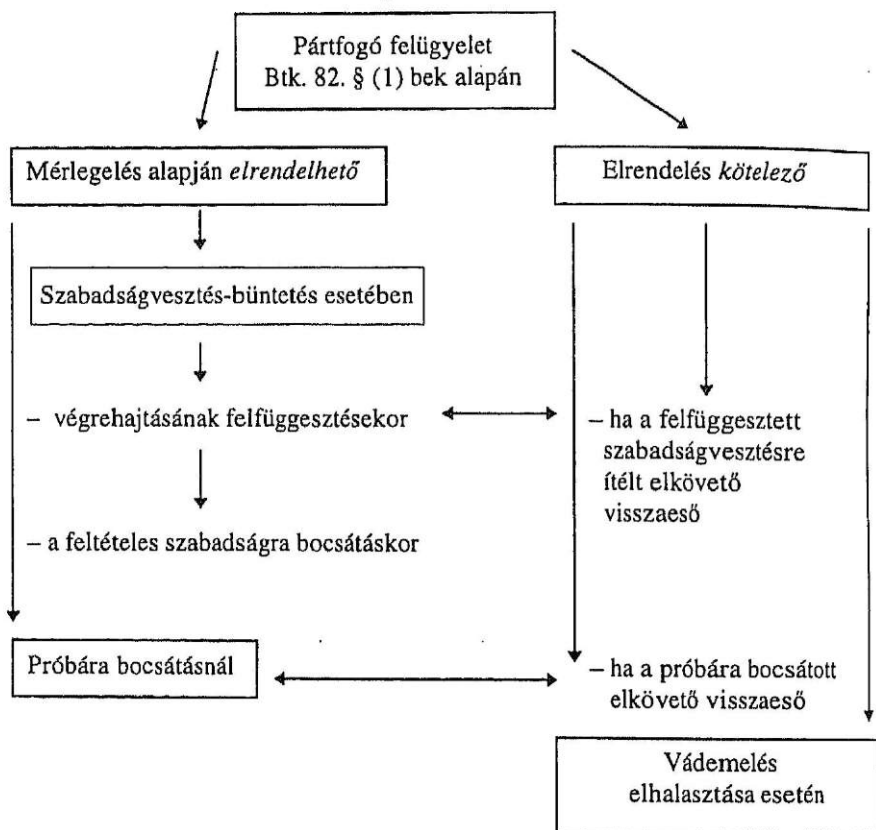 Pártfogó felügyelet
Btk. 82. § (1) bek alapán
Mérlegelés alapján elrendelhető
Elrendelés kötelező
Szabadságvesztés-büntetés esetében
– végrehajtásának felfüggesztésekor
– ha a felfüggesztett
szabadságvesztésre
ítélt elkövető
visszaeső
– a feltételes szabadságra bocsátáskor
Próbára bocsátásnál
– ha a próbára bocsátott
elkövető visszaeső
Vádemelés
elhalasztása esetén